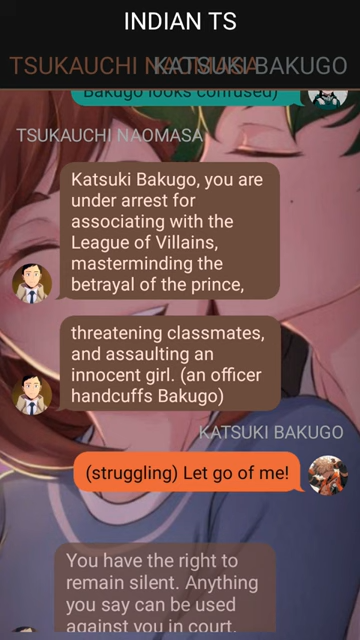 INDIAN TS
TSUKAUCHI NAOMASA
KATSUKI BAKUGO
Bakugo looks confused)
TSUKAUCHI NAOMASA
Katsuki Bakugo, you are
under arrest for
associating with the
League of Villains,
masterminding the
betrayal of the prince,
threatening classmates,
and assaulting an
innocent girl. (an officer
handcuffs Bakugo)
KATSUKI BAKUGO
(struggling) Let go of me!
You have the right to
remain silent. Anything
you say can be used
against you in court.